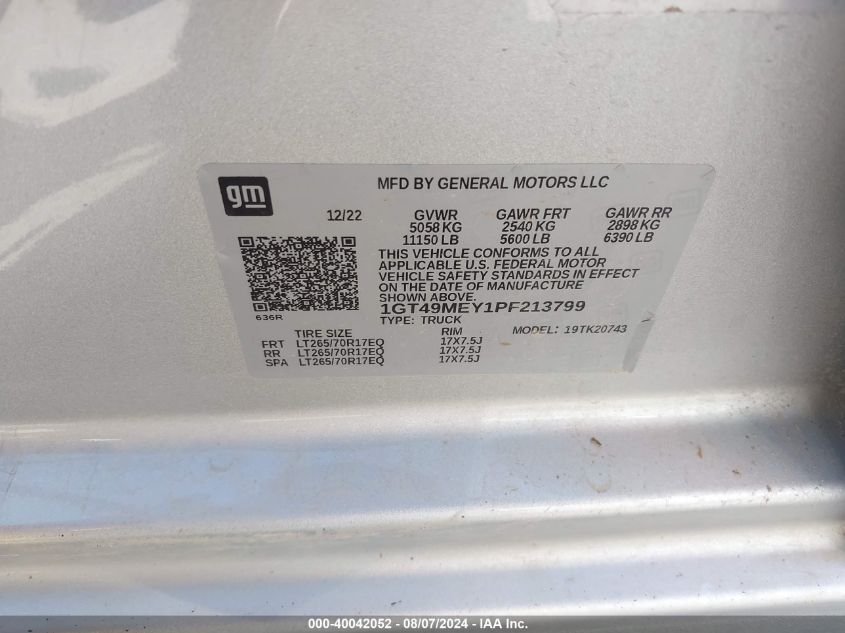 gm
MFD BY GENERAL MOTORS LLC
12/22 GVWR GAWR FRT GAWR RR
5058 KG 2540 KG 2898 KG
11150 LB 5600 LB 6390 LB
THIS VEHICLE CONFORMS TO ALL
APPLICABLE U.S. FEDERAL MOTOR
VEHICLE SAFETY STANDARDS IN EFFECT
ON THE DATE OF MANUFACTURE
SHOWN ABOVE.
636R
1GT49MEY1PF213799
TYPE: TRUCK MODEL: 19TK20743
TIRE SIZE RIM
FRT LT265/70R17EQ 17X7.5J
RR LT265/70R17EQ 17X7.5J
SPA LT265/70R17EQ 17X7.5J
000-40042052 - 08/07/2024 - IAA Inc.